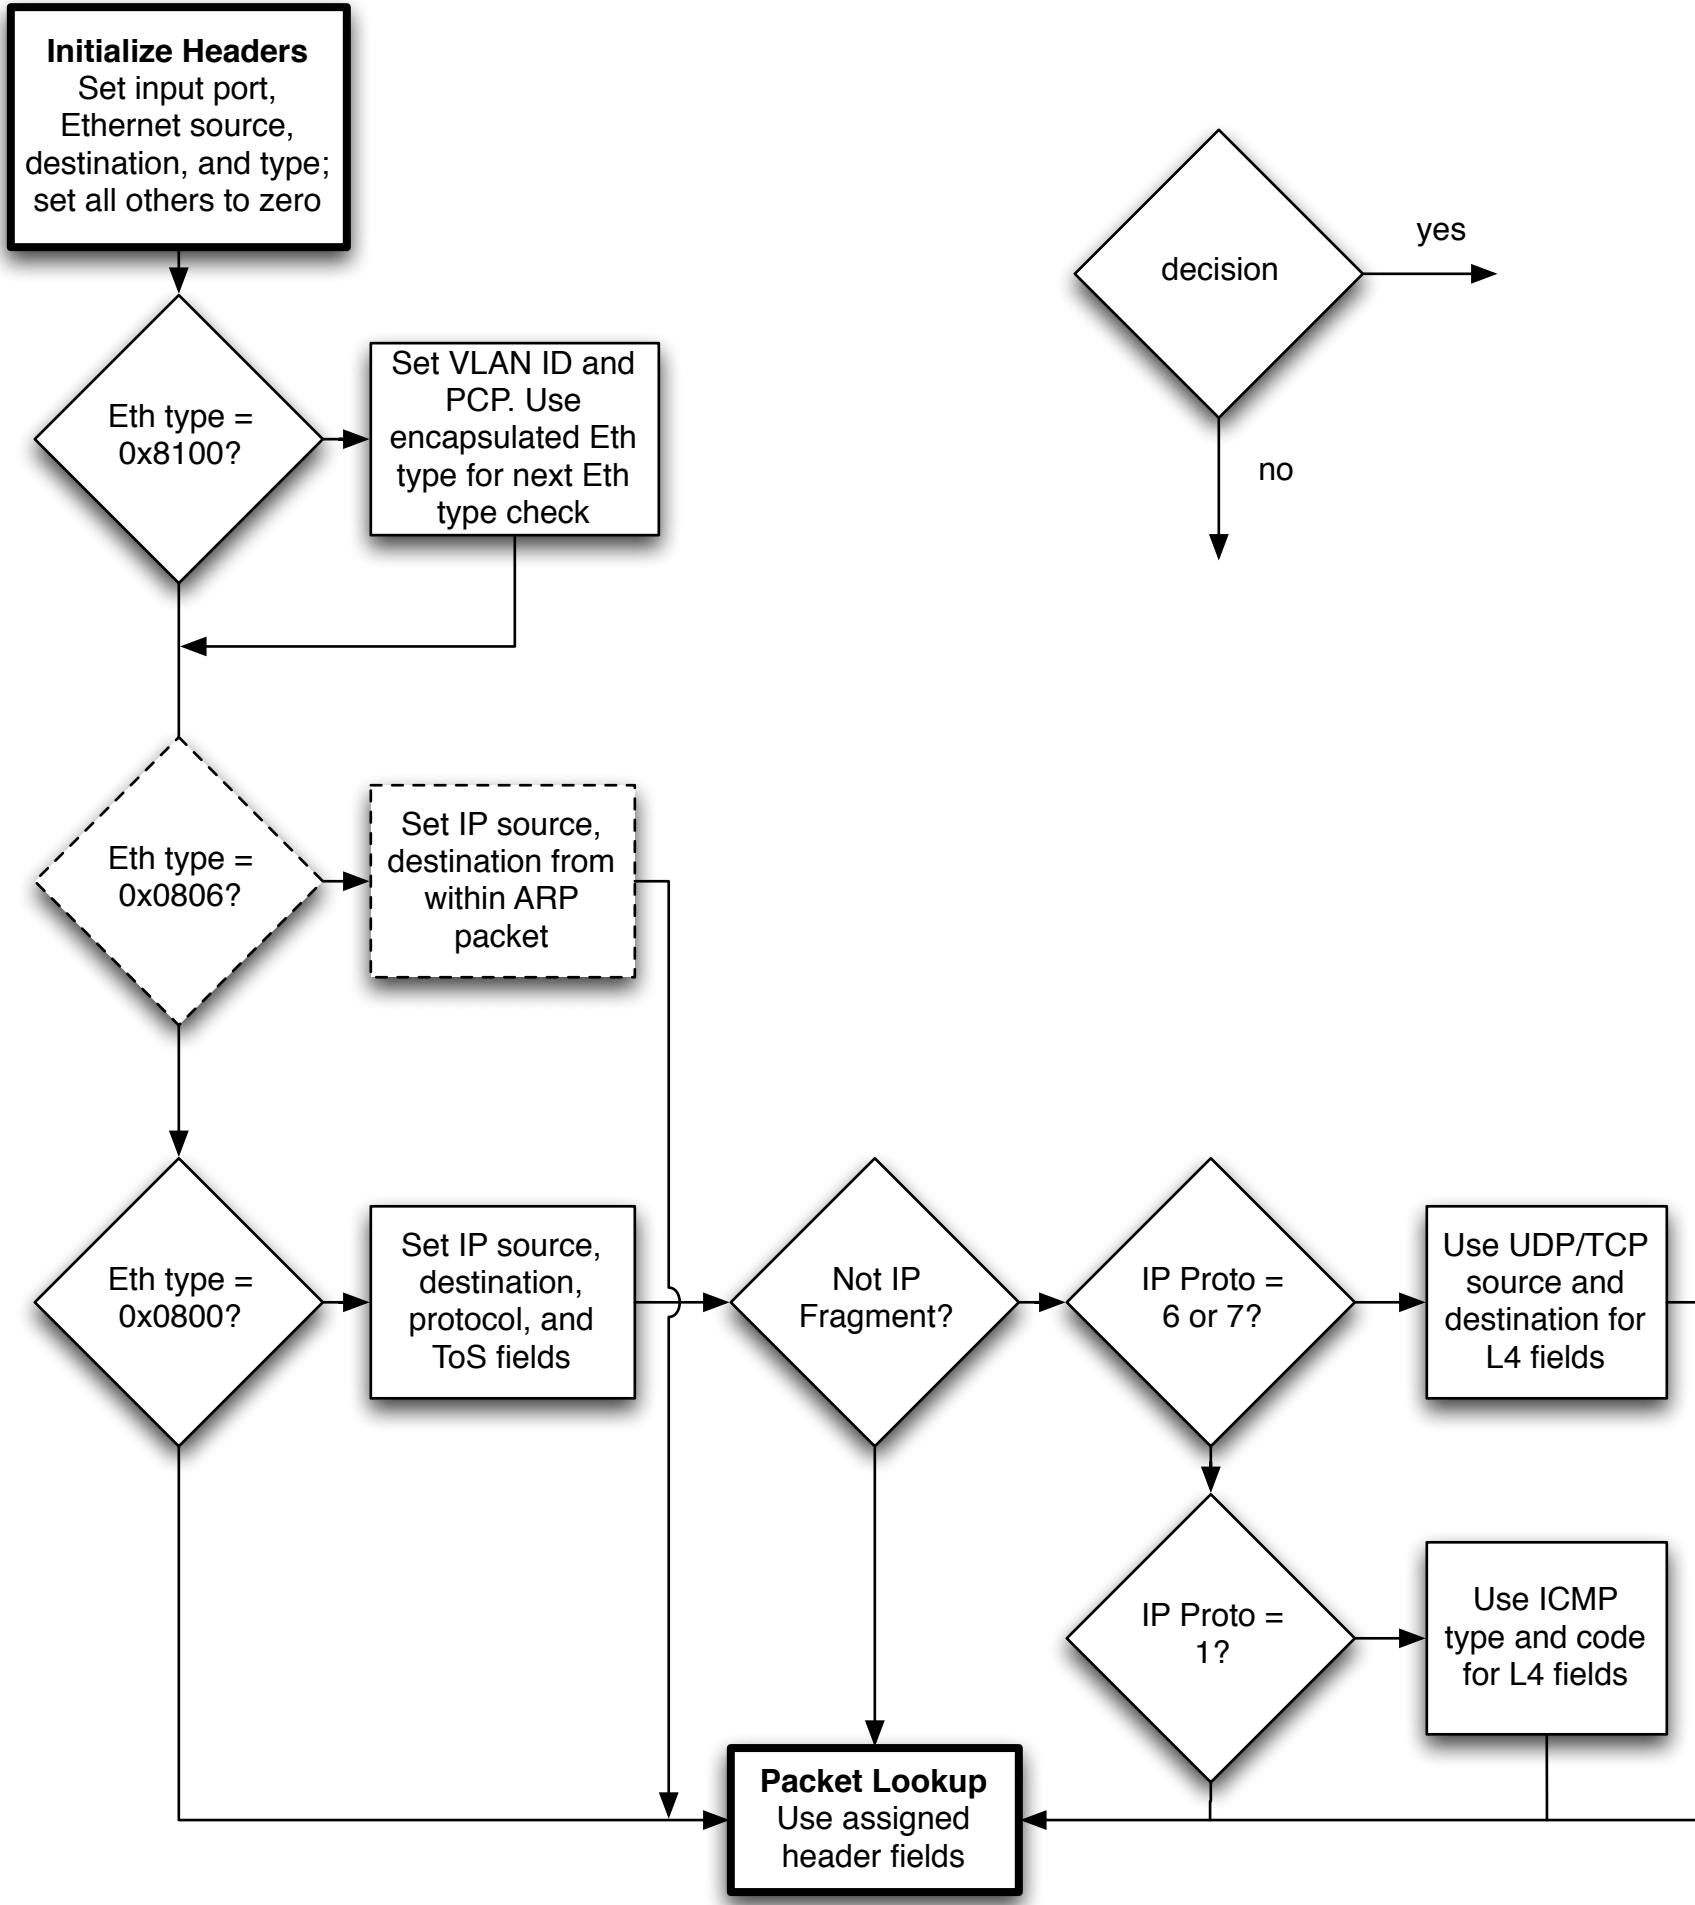 Initialize Headers
Set input port,
Ethernet source,
destination, and type;
set all others to zero
decision
yes
no
Eth type =
0x8100?
Set VLAN ID and
PCP. Use
encapsulated Eth
type for next Eth
type check
Eth type =
0x0806?
Set IP source,
destination from
within ARP
packet
Eth type =
0x0800?
Set IP source,
destination,
protocol, and
ToS fields
Not IP
Fragment?
IP Proto =
6 or 7?
Use UDP/TCP
source and
destination for
L4 fields
IP Proto =
1?
Use ICMP
type and code
for L4 fields
Packet Lookup
Use assigned
header fields